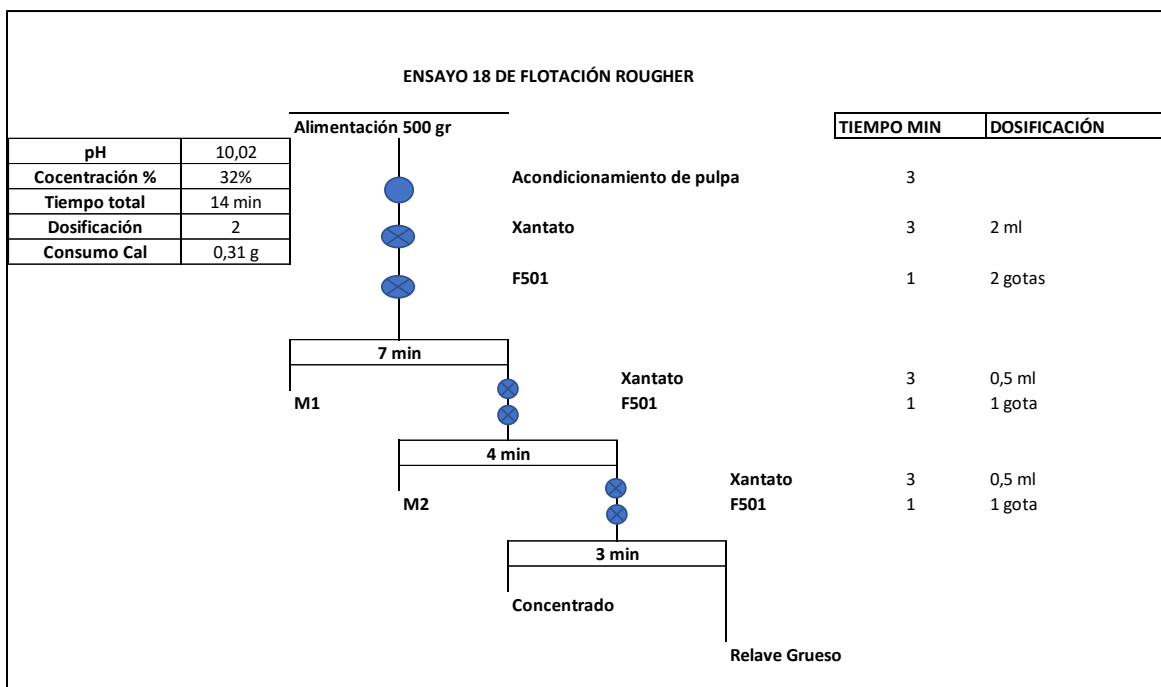 ENSAYO 18 DE FLOTACIÓN ROUGHER
Alimentación 500 gr
TIEMPO MIN DOSIFICACIÓN
pH 10,02
Cocentración % 32%
Tiempo total 14 min
Dosificación 2
Consumo Cal 0,31 g
Acondicionamiento de pulpa 3
Xantato 3 2 ml
F501 1 2 gotas
7 min
Xantato 3 0,5 ml
M1 F501 1 1 gota
4 min
Xantato 3 0,5 ml
M2 F501 1 1 gota
3 min
Concentrado
Relave Grueso